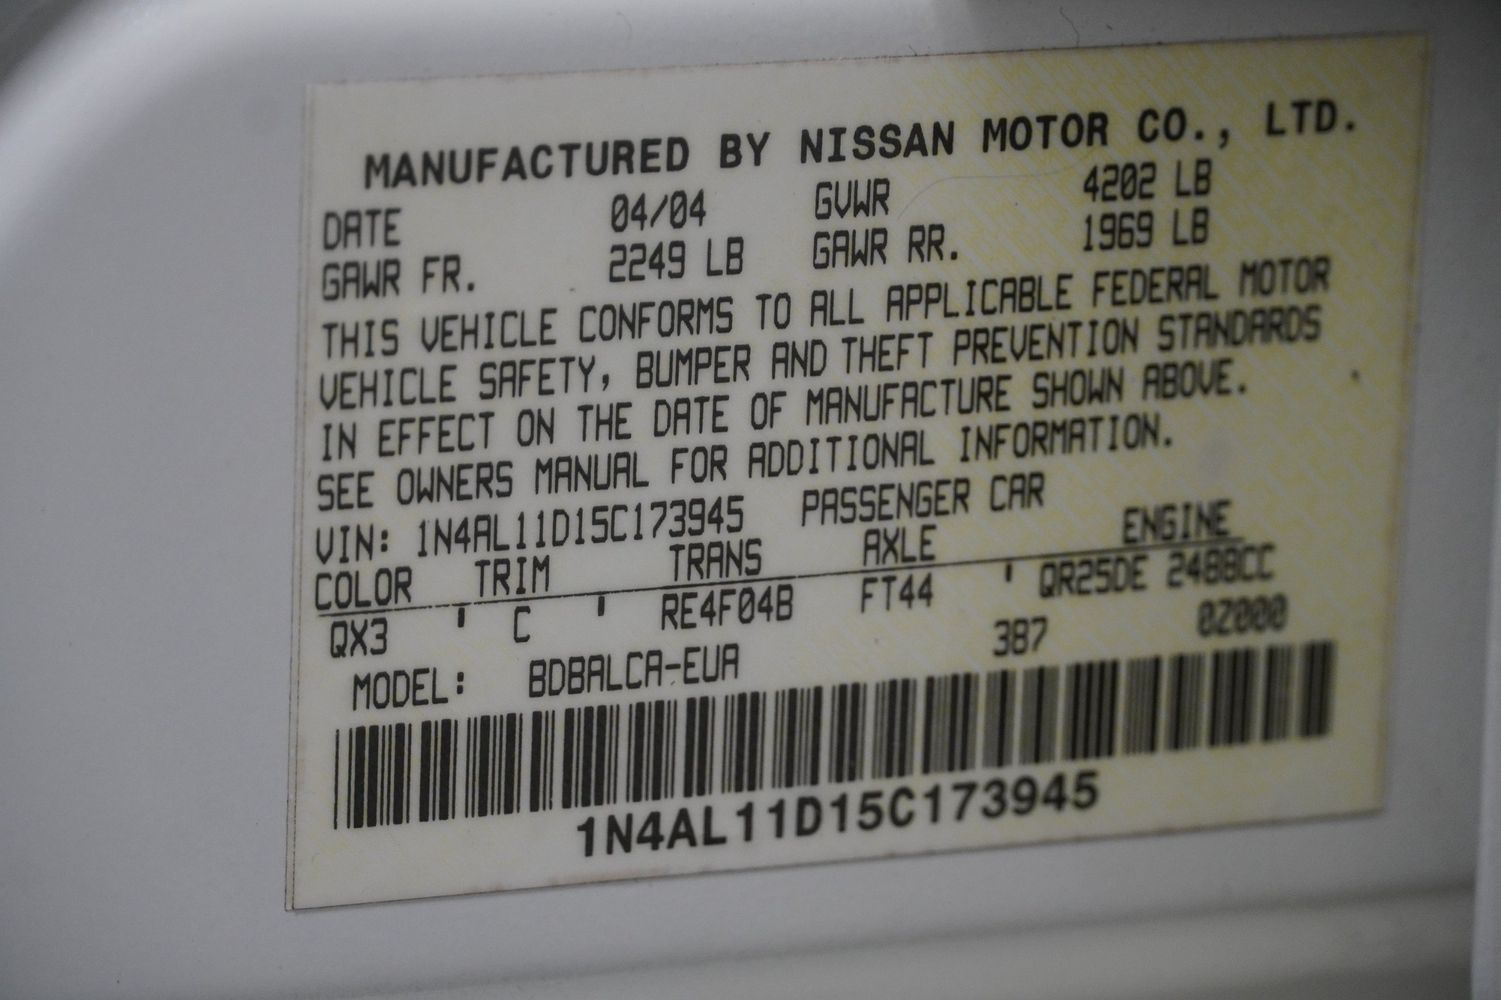 MANUFACTURED BY NISSAN MOTOR CO., LTD.
DATE 04/04 GVWR 4202 LB
GAWR FR. 2249 LB GAWR RR. 1969 LB
THIS VEHICLE CONFORMS TO ALL APPLICABLE FEDERAL MOTOR
VEHICLE SAFETY, BUMPER AND THEFT PREVENTION STANDARDS
IN EFFECT ON THE DATE OF MANUFACTURE SHOWN ABOVE.
SEE OWNERS MANUAL FOR ADDITIONAL INFORMATION.
VIN: 1N4AL11D15C173945 PASSENGER CAR
COLOR TRIM TRANS AXLE ENGINE
QX3 ' C ' RE4F04B FT44 ' QR25DE 2488CC
MODEL: BDBALCA-EUA 387 0Z000
1N4AL11D15C173945